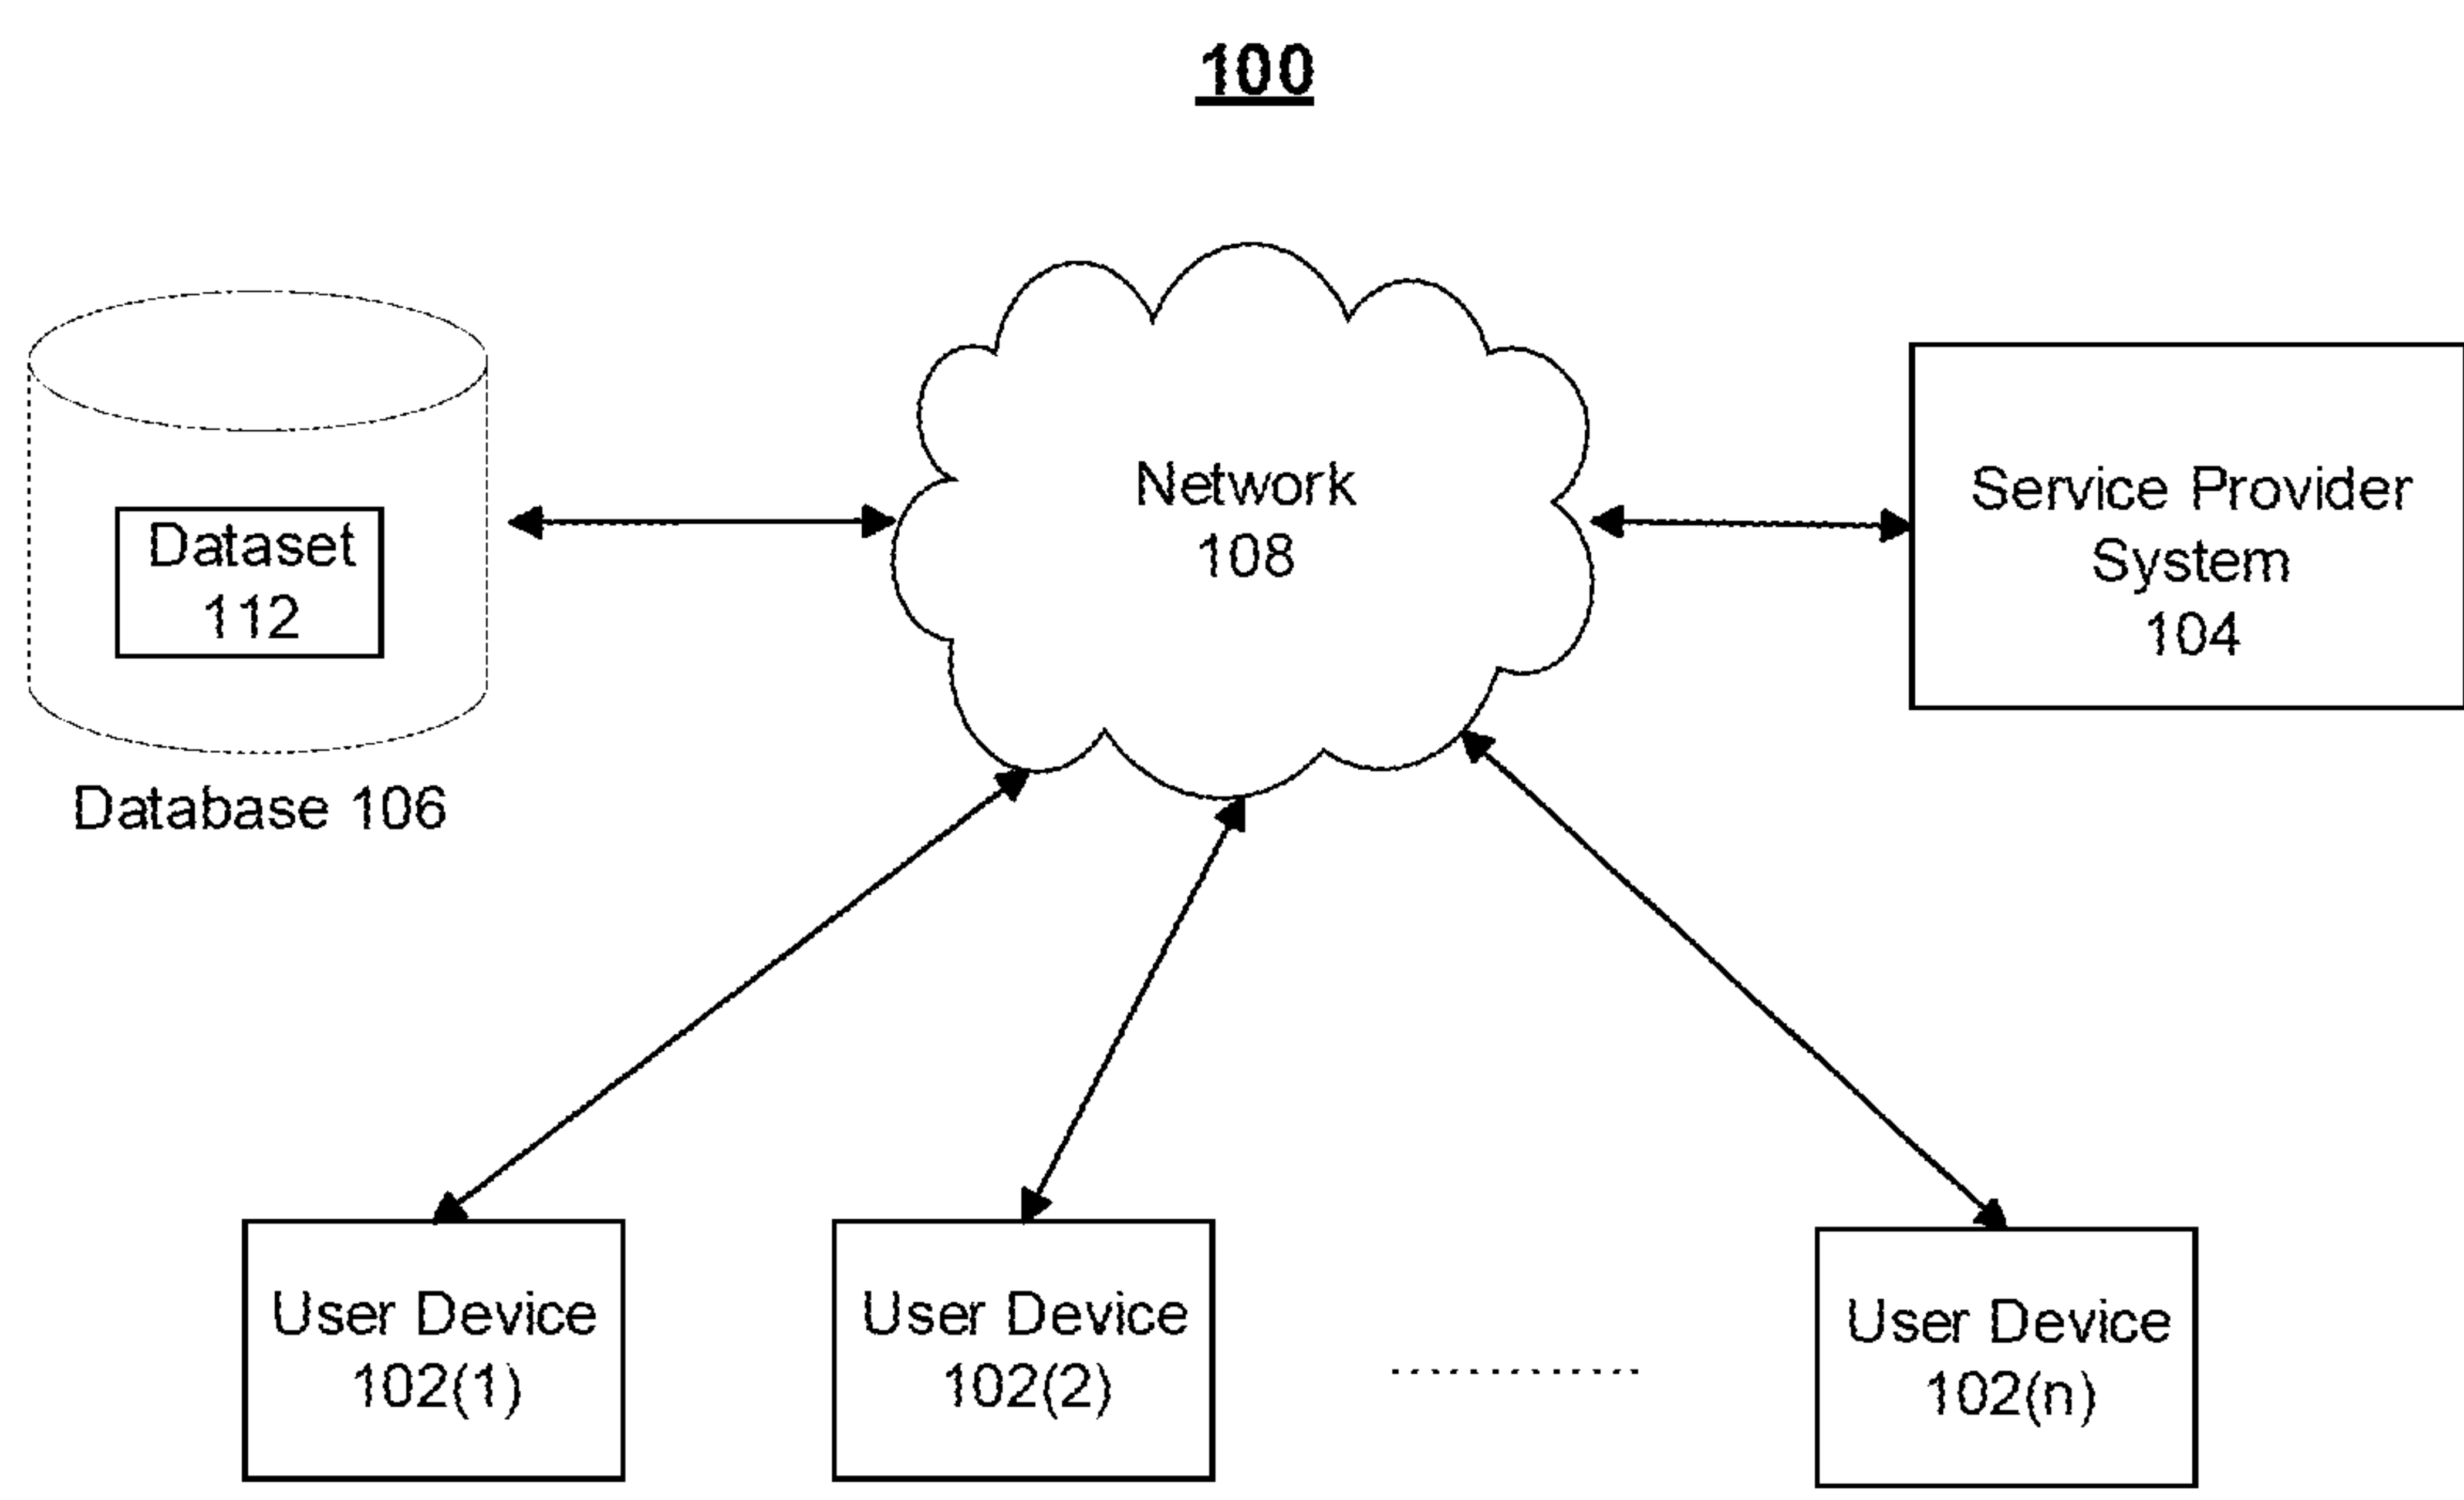 100
Network
108
Dataset
112
Database 106
Service Provider
System
104
User Device
102(1)
User Device
102(2)
User Device
102(n)